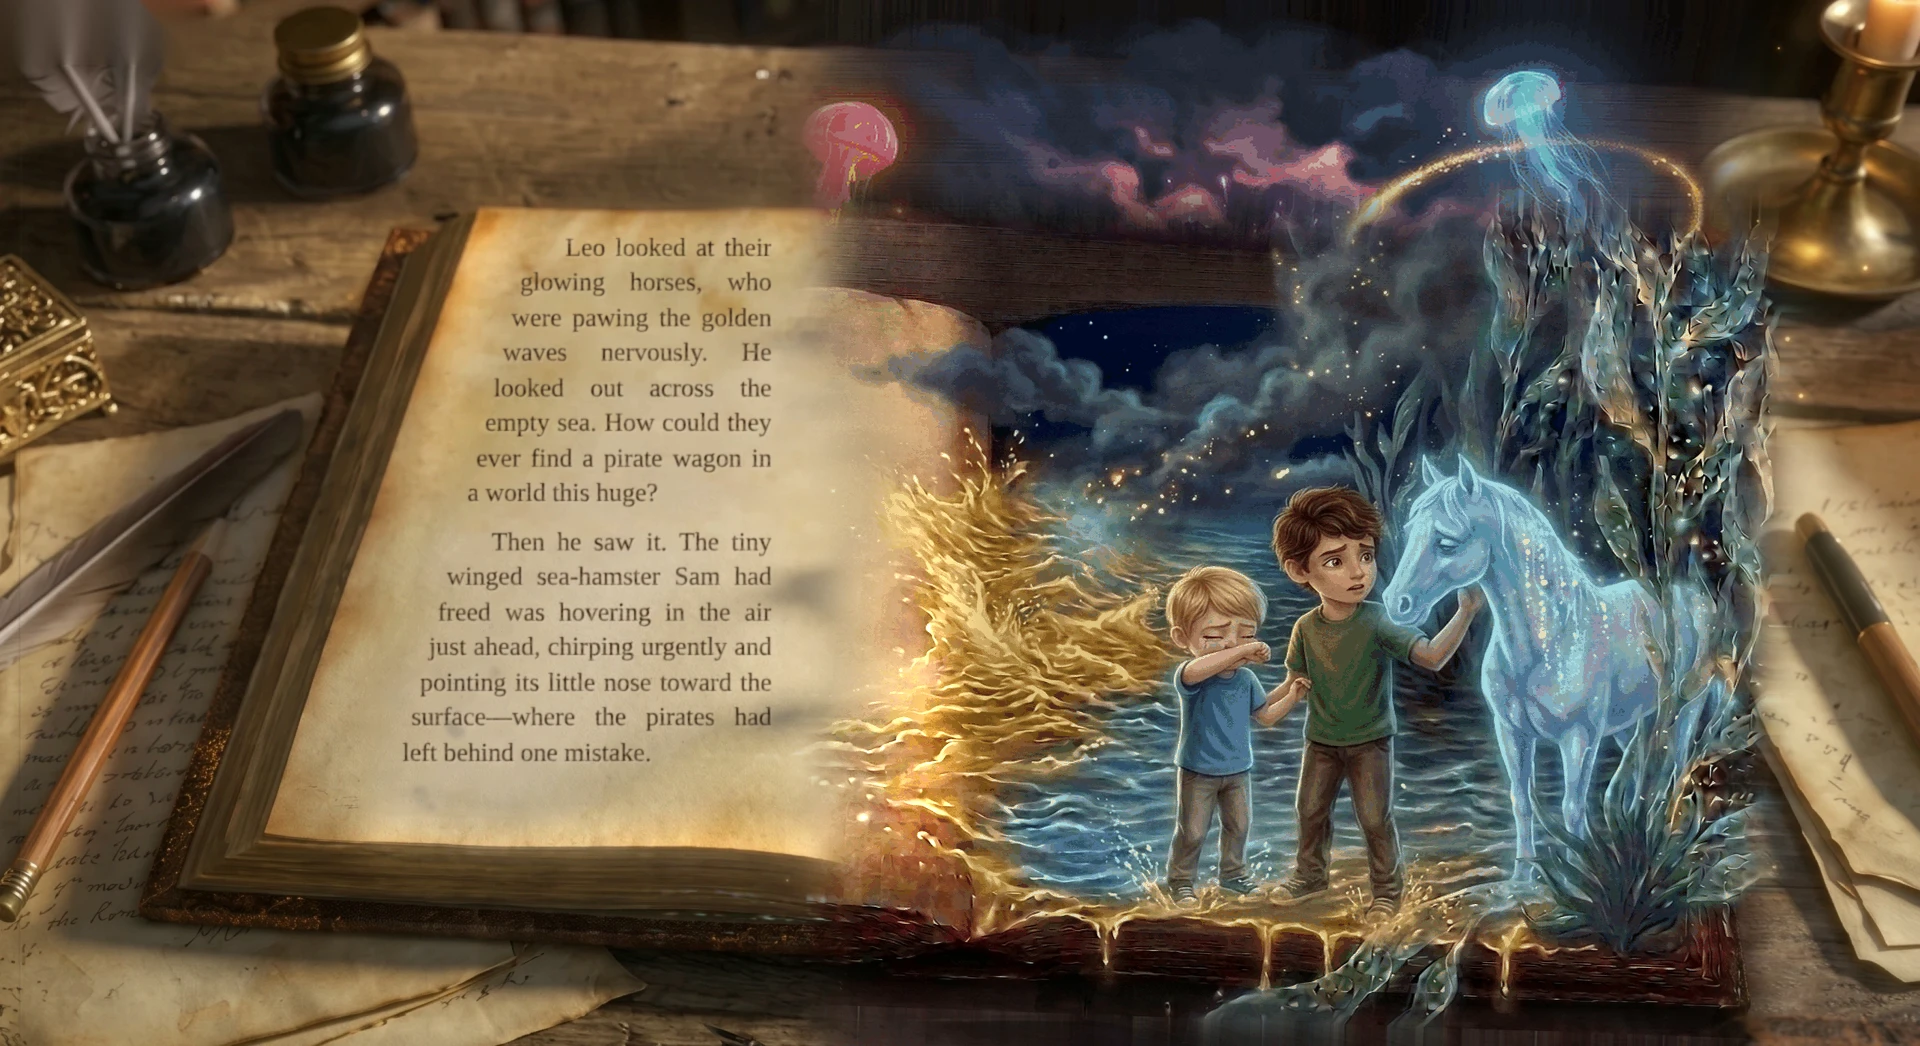 Leo looked at their
glowing horses, who
were pawing the golden
waves nervously. He
looked out across the
empty sea. How could they
ever find a pirate wagon in
a world this huge?
Then he saw it. The tiny
winged sea-hamster Sam had
freed was hovering in the air
just ahead, chirping urgently and
pointing its little nose toward the
surface—where the pirates had
left behind one mistake.